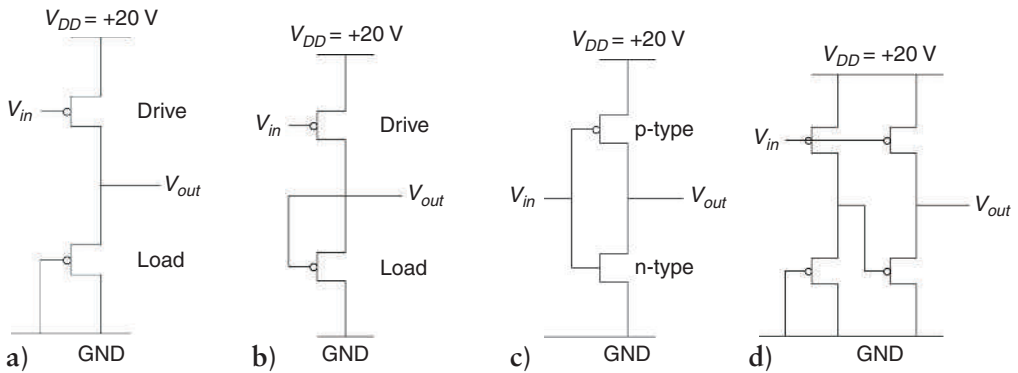 V_DD = +20 V
V_in
Drive
V_out
Load
GND
a)
V_DD = +20 V
V_in
Drive
V_out
Load
GND
b)
V_DD = +20 V
p-type
V_in
V_out
n-type
GND
c)
V_DD = +20 V
V_in
V_out
GND
d)